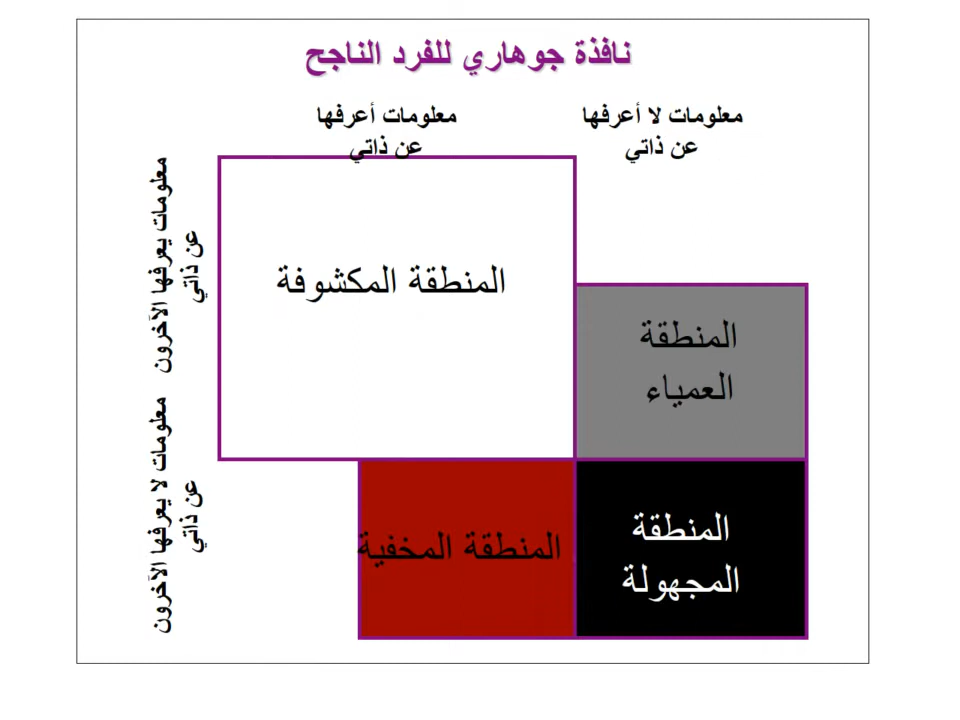 نافذة جوهاري للفرد الناجح
معلومات لا أعرفها
عن ذاتي
معلومات أعرفها
عن ذاتي
معلومات يعرفها الآخرون
عن ذاتي
المنطقة المكشوفة
المنطقة
العمياء
معلومات لا يعرفها الآخرون
عن ذاتي
المنطقة المخفية
المنطقة
المجهولة